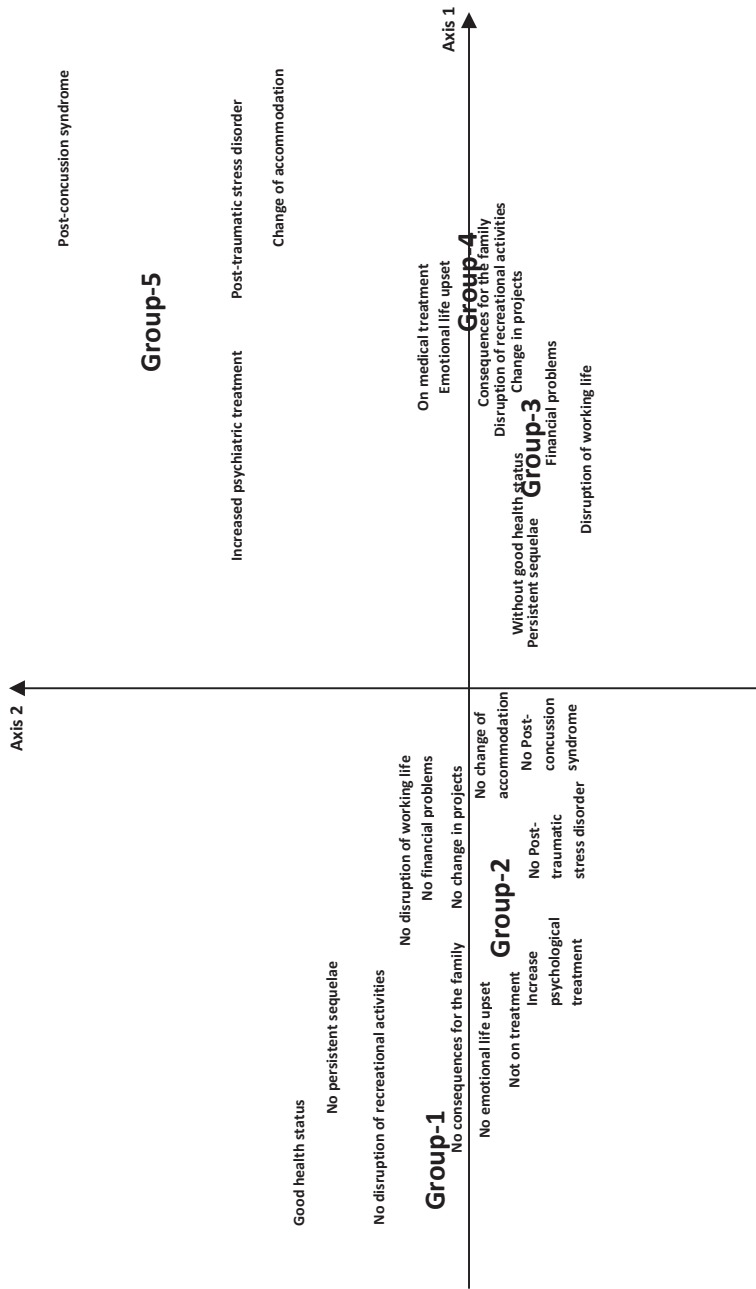 Axis 2
Post-concussion syndrome
Group-5
Increased psychiatric treatment
Post-traumatic stress disorder
Change of accommodation
Good health status
No persistent sequelae
No disruption of recreational activities
No disruption of working life
No financial problems
On medical treatment
Emotional life upset
Group-1
No consequences for the family
No change in projects
Axis 1
Group-4
No emotional life upset
Not on treatment
Group-2
No change of
accommodation
Consequences for the family
Disruption of recreational activities
Change in projects
Without good health status
Persistent sequelae
Group-3
Financial problems
Disruption of working life
Increase
psychological
treatment
No Post-
traumatic
stress disorder
No Post-
concussion
syndrome